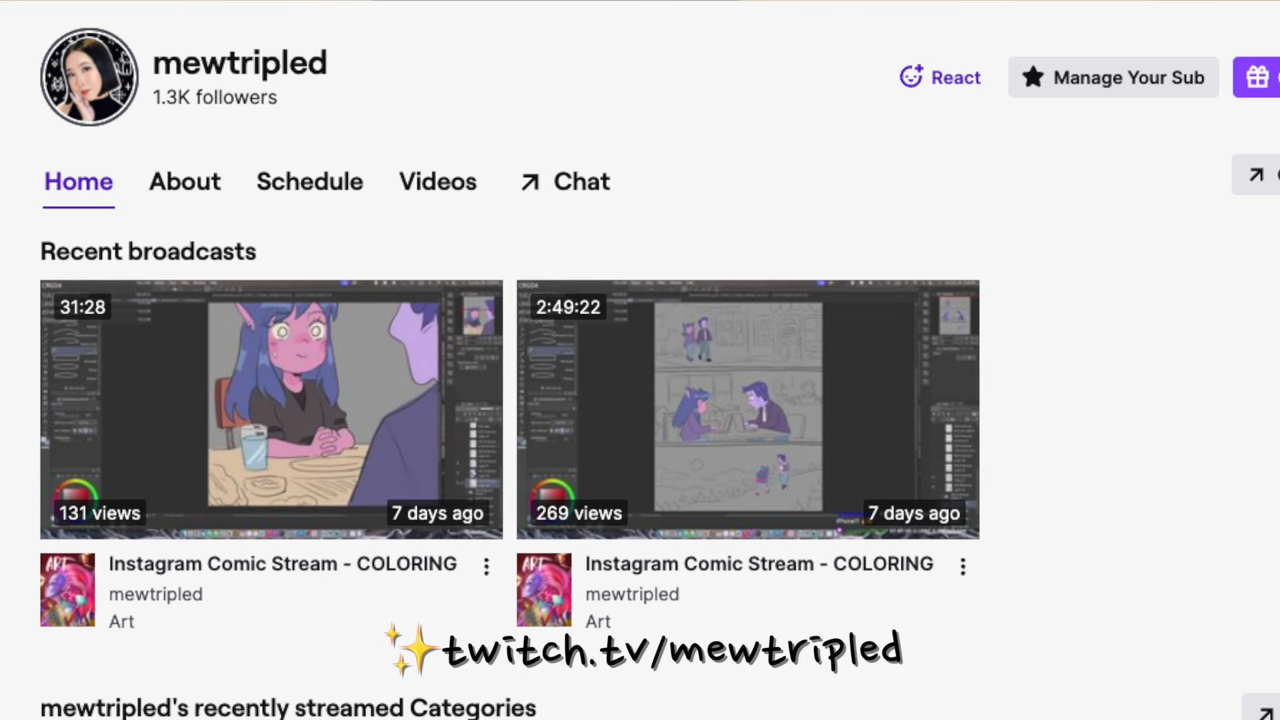 mewtripled
1.3K followers
React
Manage Your Sub
Home
About
Schedule
Videos
Chat
Recent broadcasts
31:28
2:49:22
131 views
7 days ago
269 views
7 days ago
ART
Instagram Comic Stream - COLORING
mewtripled
Art
ART
Instagram Comic Stream - COLORING
mewtripled
Art
✨twitch.tv/mewtripled
mewtripled's recently streamed Categories